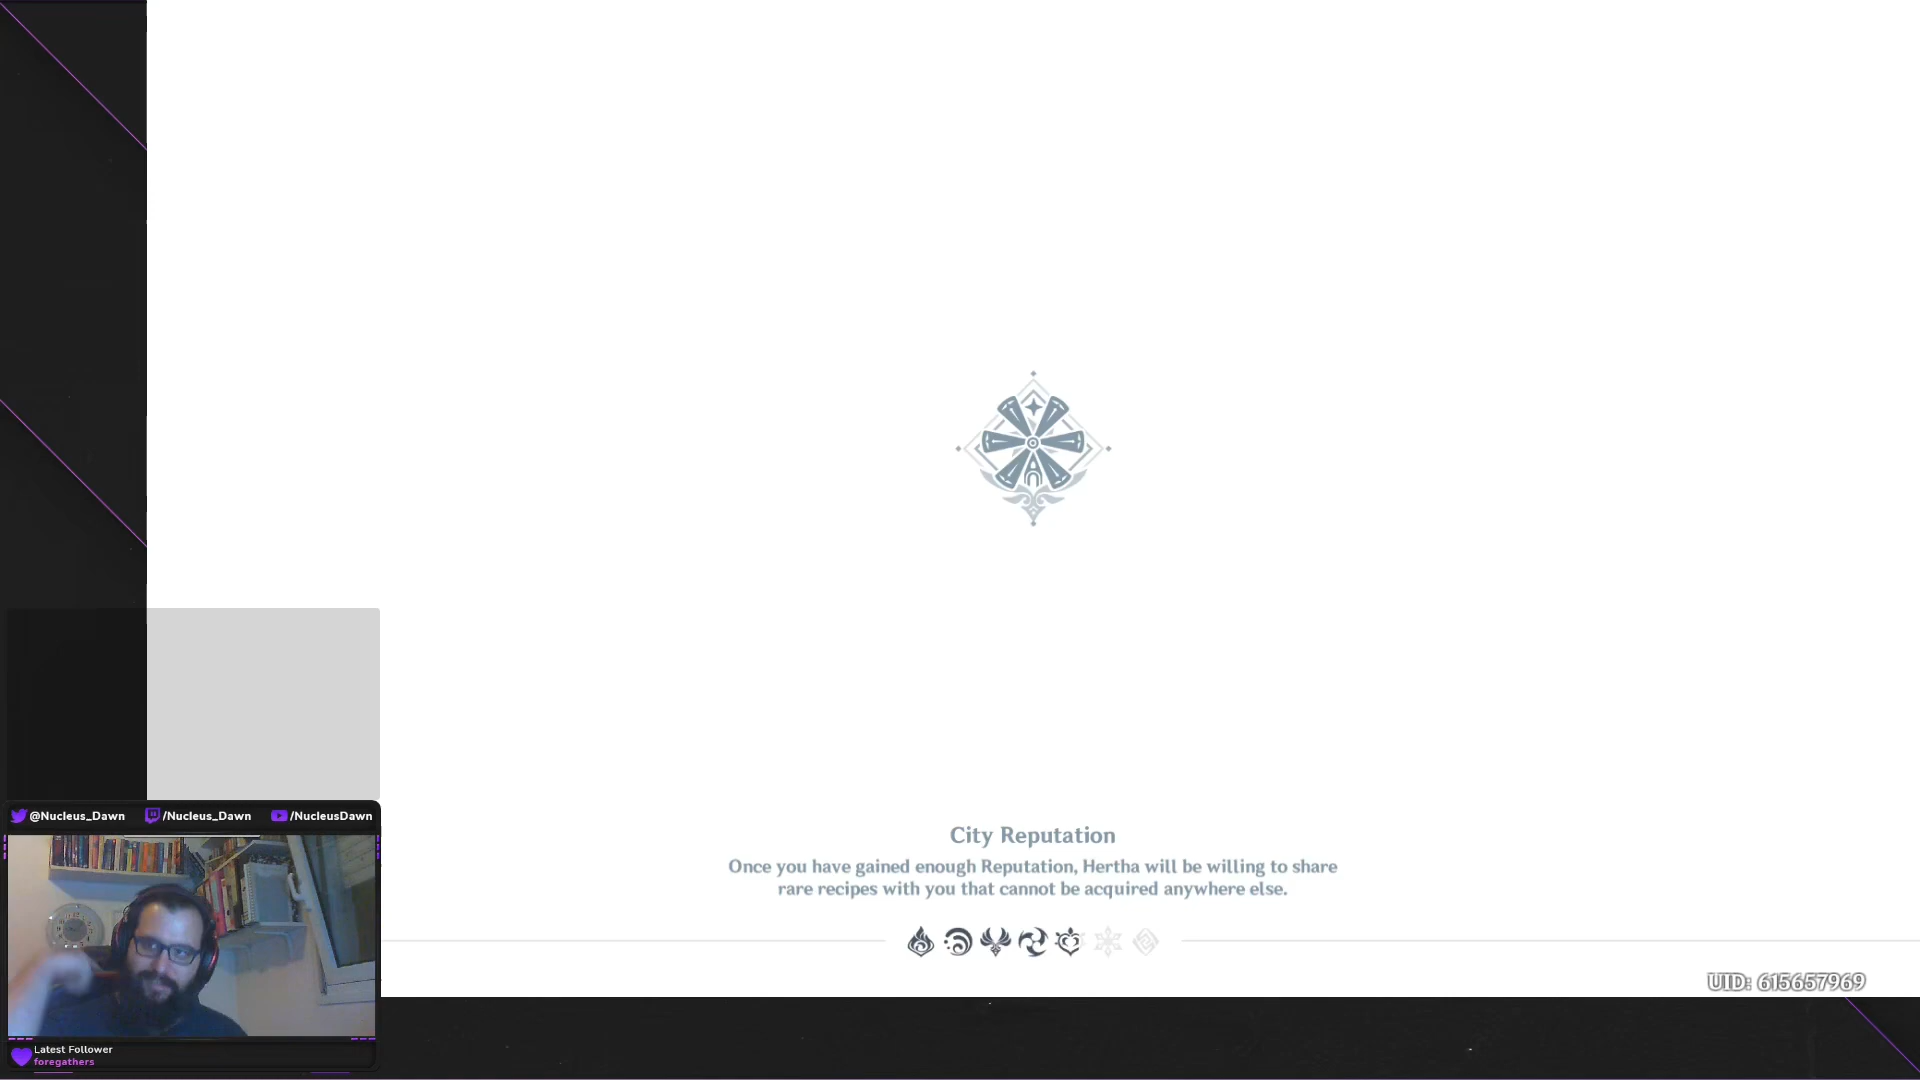 City Reputation
Once you have gained enough Reputation, Hertha will be willing to share
rare recipes with you that cannot be acquired anywhere else.
UID: 615657969
@Nucleus_Dawn /Nucleus_Dawn /NucleusDawn
Latest Follower
foregathers